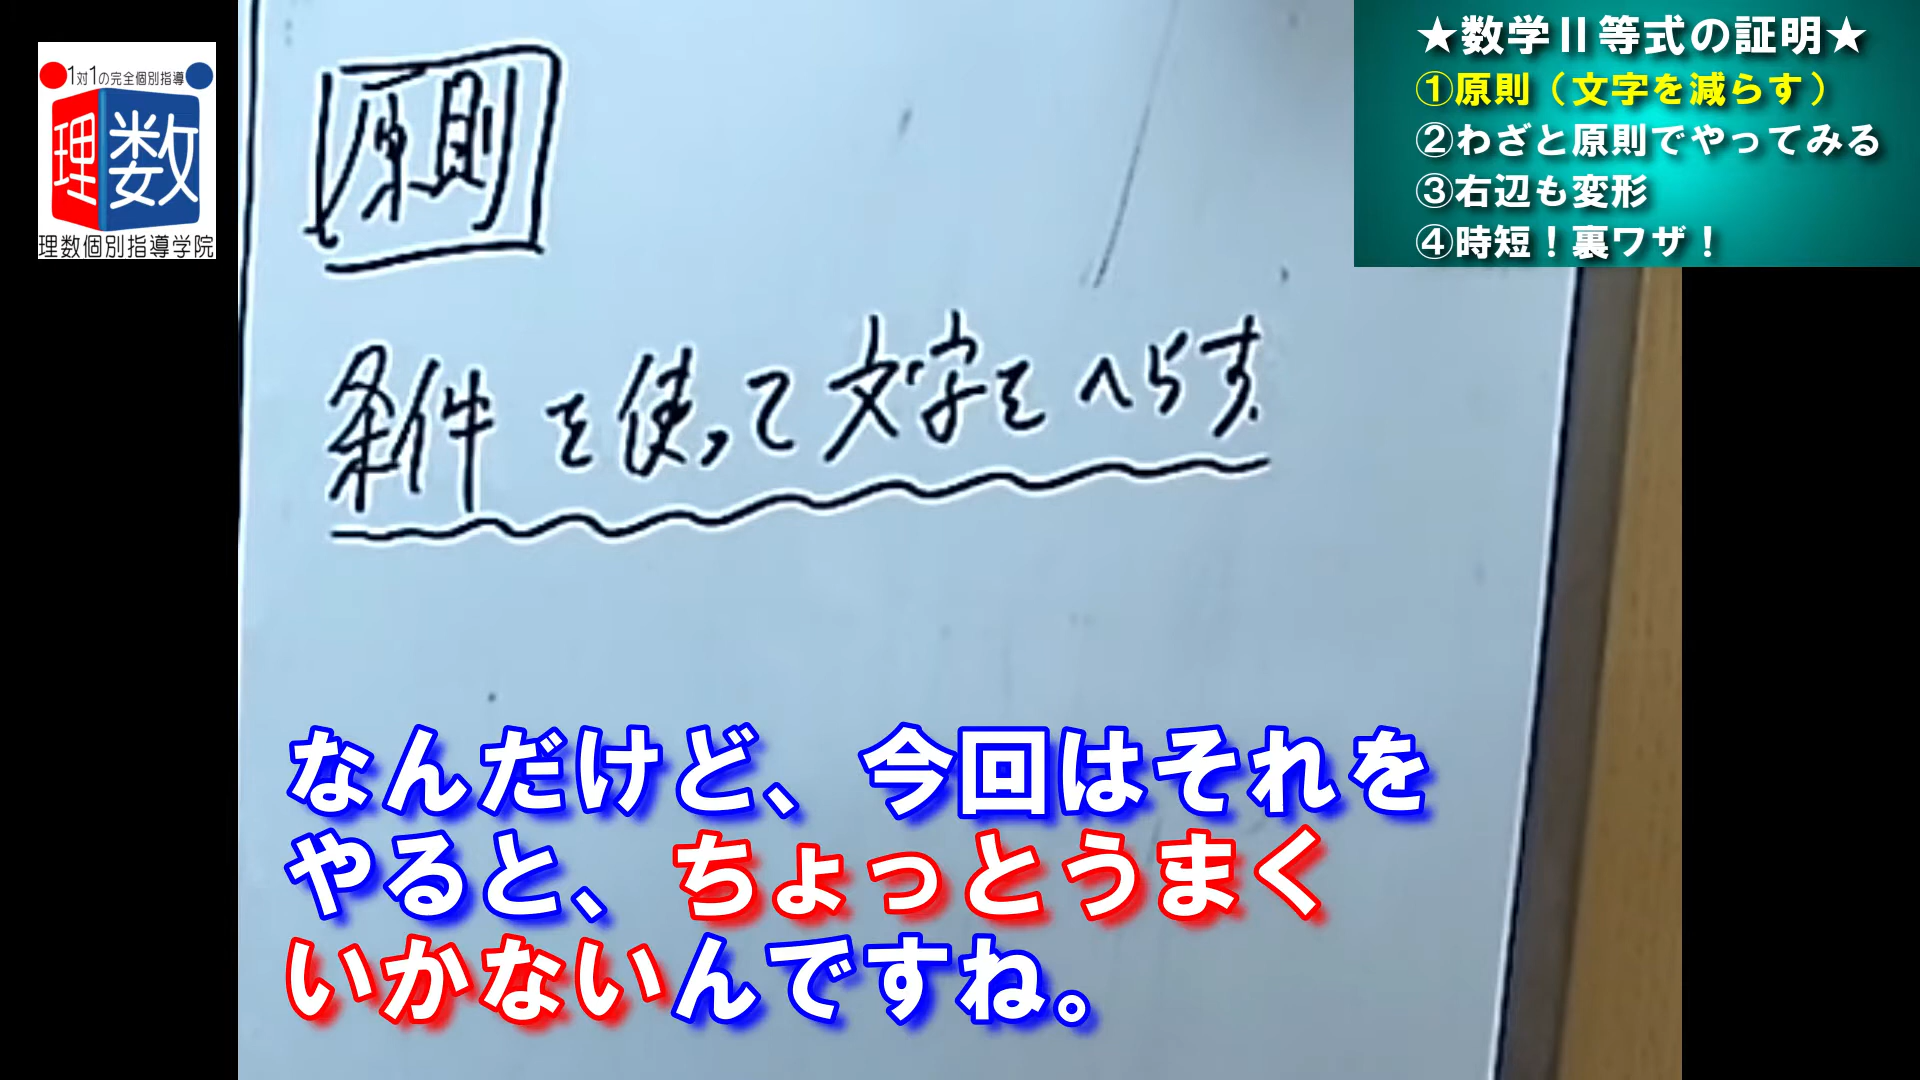 1対1の完全個別指導
理数
理数個別指導学院
★数学Ⅱ等式の証明★
①原則（文字を減らす）
②わざと原則でやってみる
③右辺も変形
④時短！裏ワザ！
原則
条件を使って文字をへらす.
なんだけど、今回はそれを
やると、ちょっとうまく
いかないんですね。